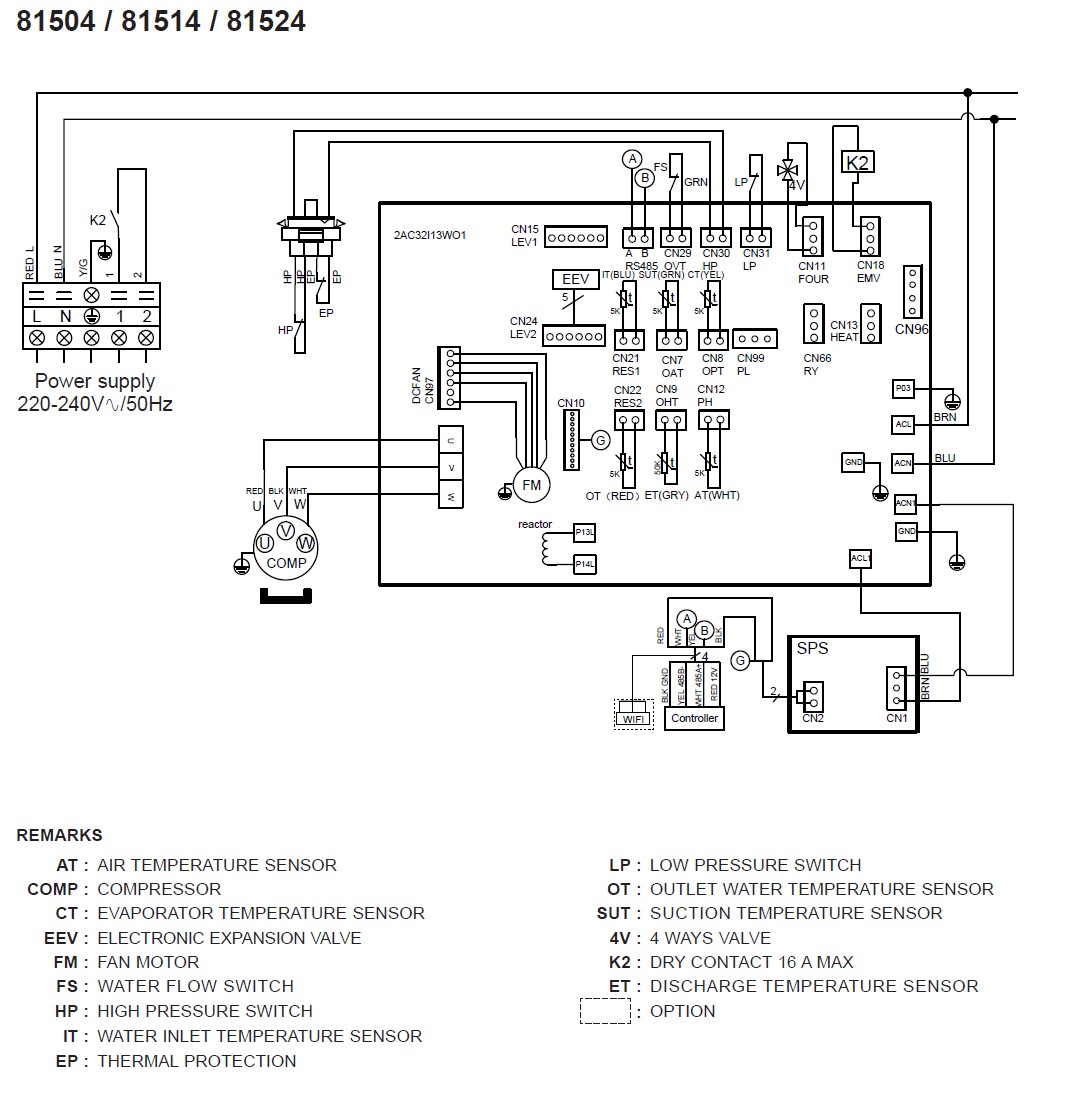 81504 / 81514 / 81524
RED L
BLU N
Y/G
K2
1
2
L N 1 2
Power supply
220-240V∿/50Hz
HP
HP
EP
EP
HP
EP
2AC32I13WO1
A
B
FS
GRN
LP
4V
K2
CN15
LEV1
A B
RS485
CN29
OVT
CN30
HP
CN31
LP
CN11
FOUR
CN18
EMV
EEV
5
IT(BLU) SUT(GRN) CT(YEL)
t
5K
t
5K
t
5K
CN96
CN24
LEV2
CN21
RES1
CN7
OAT
CN8
OPT
CN99
PL
CN66
RY
CN13
HEAT
DCFAN
CN97
CN10
G
CN22
RES2
CN9
OHT
CN12
PH
t
5K
t
50K
t
5K
OT (RED) ET(GRY) AT(WHT)
P03
ACL
BRN
GND
ACN
BLU
ACN1
GND
ACL1
U
V
W
FM
RED BLK WHT
U V W
U V W
COMP
reactor
P13L
P14L
RED
WHT
YEL
BLK
A
B
4
G
2
BLK GND
YEL 485B-
WHT 485A+
RED 12V
WIFI
Controller
SPS
CN2
CN1
BLU
BRN
REMARKS
AT : AIR TEMPERATURE SENSOR
COMP : COMPRESSOR
CT : EVAPORATOR TEMPERATURE SENSOR
EEV : ELECTRONIC EXPANSION VALVE
FM : FAN MOTOR
FS : WATER FLOW SWITCH
HP : HIGH PRESSURE SWITCH
IT : WATER INLET TEMPERATURE SENSOR
EP : THERMAL PROTECTION
LP : LOW PRESSURE SWITCH
OT : OUTLET WATER TEMPERATURE SENSOR
SUT : SUCTION TEMPERATURE SENSOR
4V : 4 WAYS VALVE
K2 : DRY CONTACT 16 A MAX
ET : DISCHARGE TEMPERATURE SENSOR
: OPTION